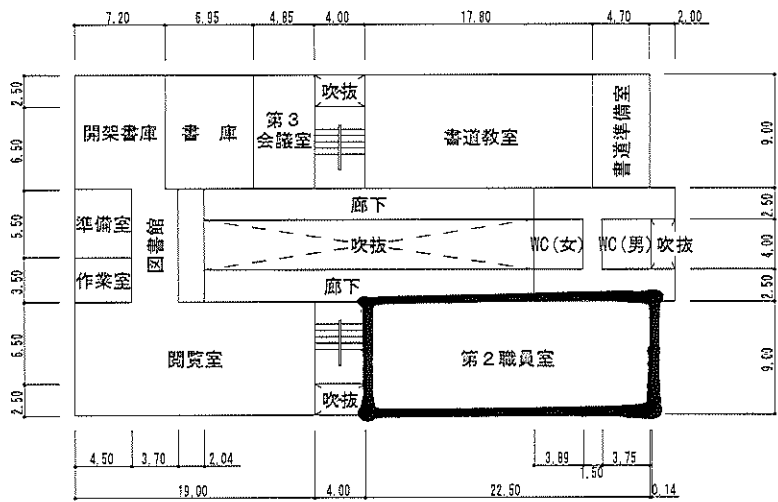 7.20 6.95 4.85 4.00 17.80 4.70 2.00
2.50
6.50
5.50
3.50
6.50
2.50
開架書庫
書 庫
第3
会議室
吹抜
書道教室
書道準備室
準備室
作業室
図書館
廊下
吹抜
WC(女)
WC(男)
吹抜
廊下
閲覧室
吹抜
第2職員室
9.00
2.50
4.00
2.50
9.00
4.50 3.70 2.04 3.89 1.50 3.75
19.00 4.00 22.50 0.14